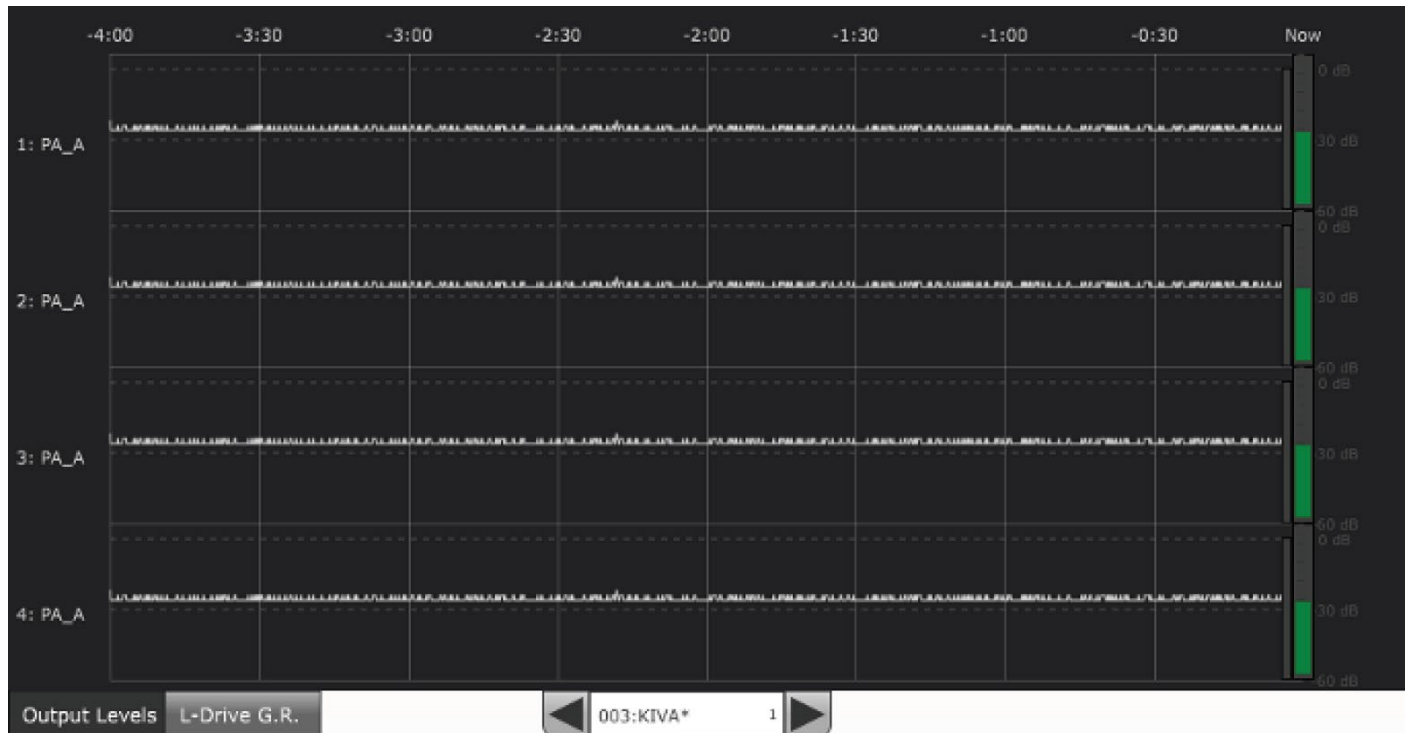 -4:00 -3:30 -3:00 -2:30 -2:00 -1:30 -1:00 -0:30 Now
0 dB
1: PA_A
30 dB
60 dB
0 dB
2: PA_A
30 dB
60 dB
0 dB
3: PA_A
30 dB
60 dB
0 dB
4: PA_A
30 dB
60 dB
Output Levels L-Drive G.R. 003:KIVA* 1